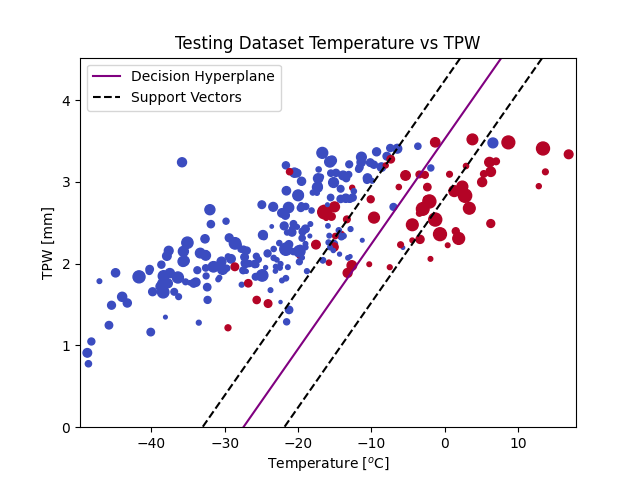 Testing Dataset Temperature vs TPW
Decision Hyperplane
Support Vectors
TPW [mm]
4
3
2
1
0
−40
−30
−20
−10
0
10
Temperature [°C]